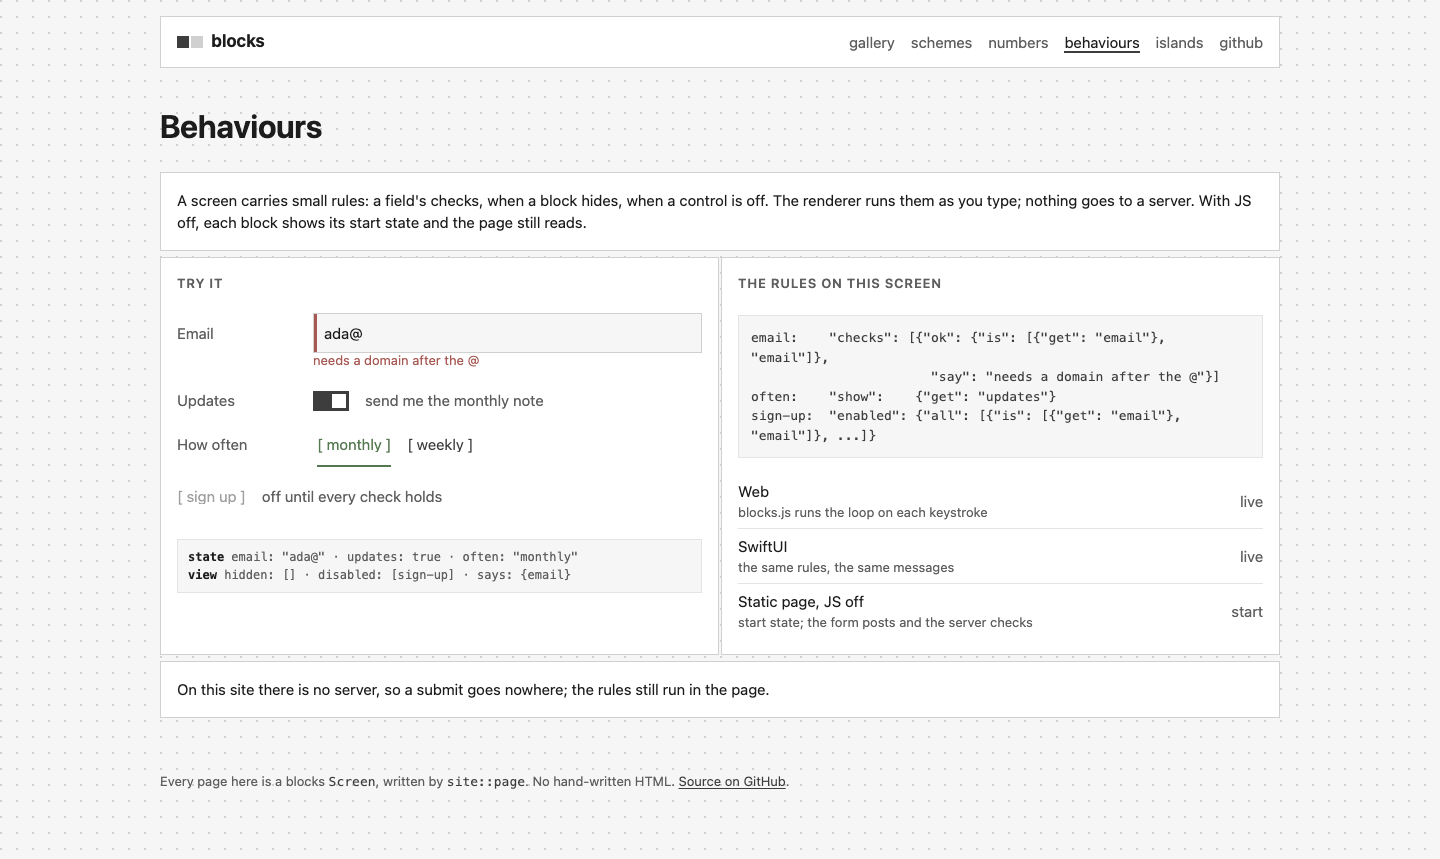 blocks
gallery schemes numbers behaviours islands github
Behaviours
A screen carries small rules: a field's checks, when a block hides, when a control is off. The renderer runs them as you type; nothing goes to a server. With JS
off, each block shows its start state and the page still reads.
TRY IT
Email
ada@
needs a domain after the @
Updates
send me the monthly note
How often
[ monthly ] [ weekly ]
[ sign up ] off until every check holds
state email: "ada@" · updates: true · often: "monthly"
view hidden: [] · disabled: [sign-up] · says: {email}
THE RULES ON THIS SCREEN
email:    "checks": [{"ok": {"is": [{"get": "email"},
"email"]},
                       "say": "needs a domain after the @"}]
often:    "show":    {"get": "updates"}
sign-up:  "enabled": {"all": [{"is": [{"get": "email"},
"email"]}, ...]}
Web
blocks.js runs the loop on each keystroke
live
SwiftUI
the same rules, the same messages
live
Static page, JS off
start state; the form posts and the server checks
start
On this site there is no server, so a submit goes nowhere; the rules still run in the page.
Every page here is a blocks Screen, written by site::page. No hand-written HTML. Source on GitHub.